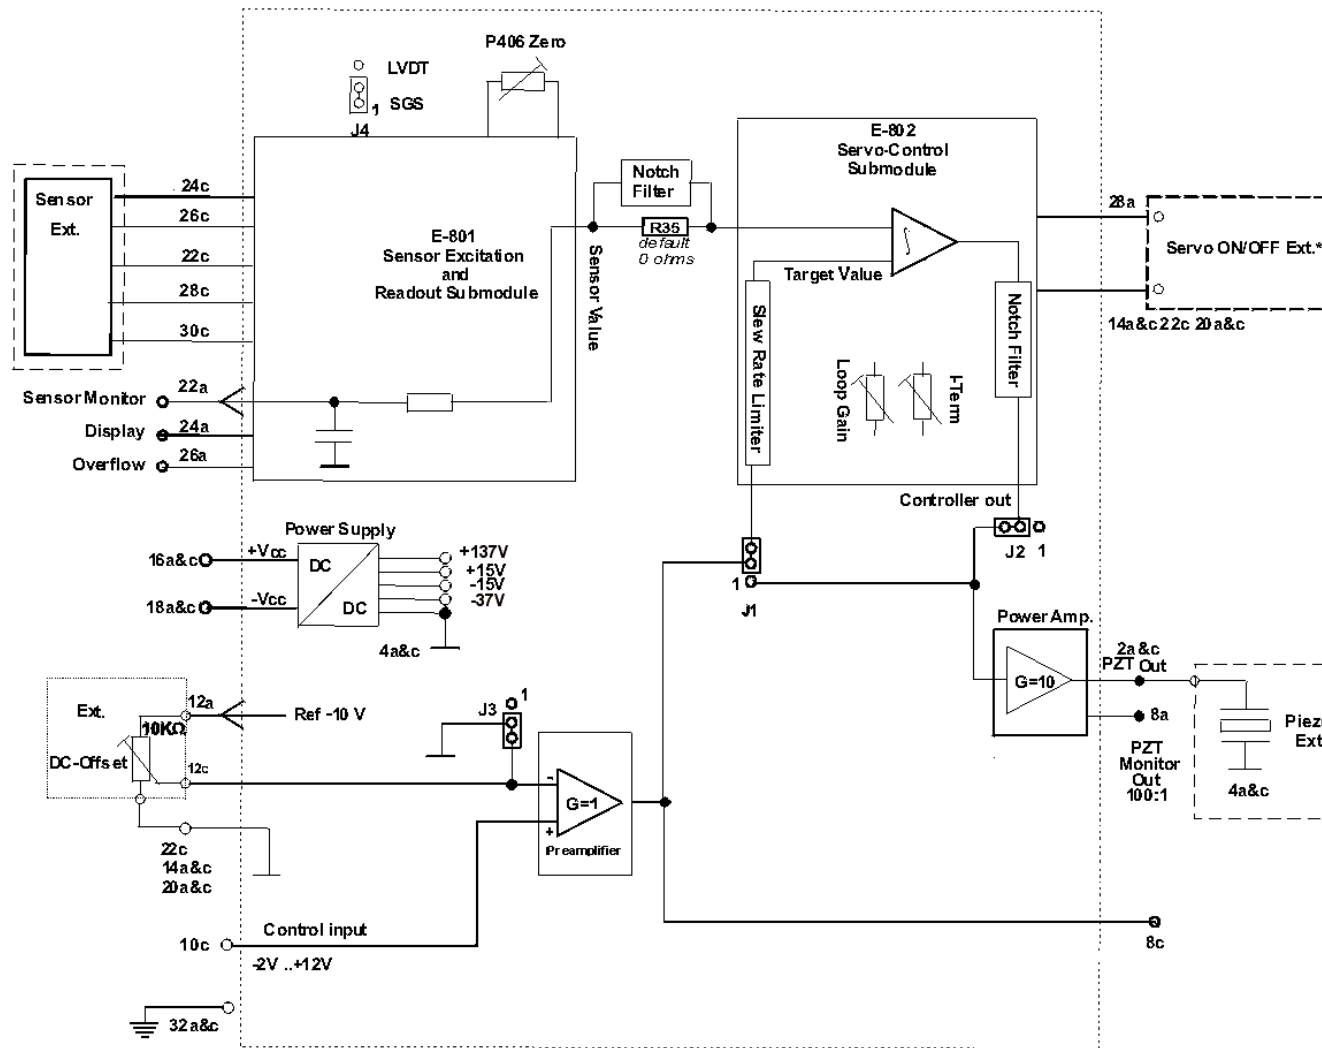 P406 Zero
LVDT
1 SGS
J4
E-802
Servo-Control
Submodule
Notch
Filter
Sensor
Ext.
24c
26c
22c
28c
30c
E-801
Sensor Excitation
and
Readout Submodule
R35
default
0 ohms
Sensor Value
Target Value
Slew Rate Limiter
Notch Filter
Loop Gain
I-Term
28a
Servo ON/OFF Ext.*
14a&c 22c 20a&c
Sensor Monitor
22a
Display
24a
Overflow
26a
Controller out
J2 1
Power Supply
16a&c
+Vcc
DC
+137V
+15V
-15V
-37V
18a&c
-Vcc
DC
4a&c
1
J1
Power Amp.
G=10
2a&c
PZT Out
8a
PZT
Monitor
Out
100:1
4a&c
Ext.
12a
Ref -10 V
10KΩ
DC-Offset
12c
J3
1
-
G=1
+
Preamplifier
22c
14a&c
20a&c
Control input
10c
-2V ..+12V
8c
32a&c